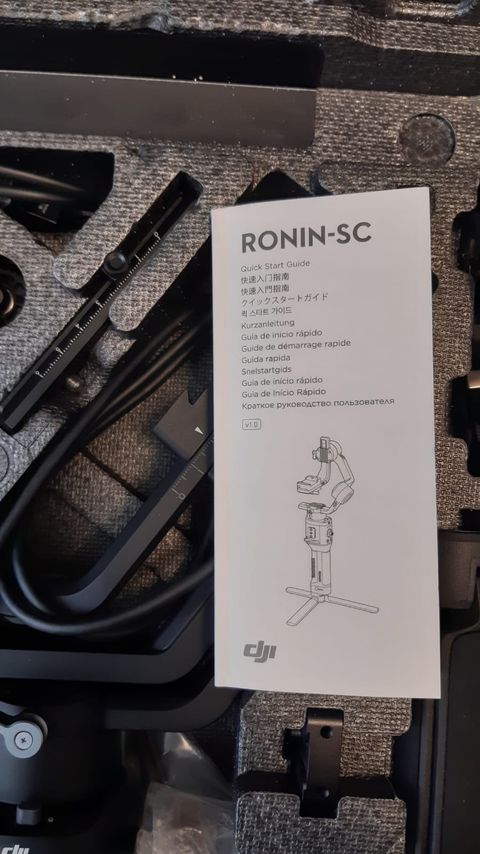 RONIN-SC
Quick Start Guide
快速入门指南
快速入門指南
クイックスタートガイド
퀵 스타트 가이드
Kurzanleitung
Guía de inicio rápido
Guide de démarrage rapide
Guida rapida
Snelstartgids
Guia de início rápido
Guia de Início Rápido
Краткое руководство пользователя
v1.0
dji
dji